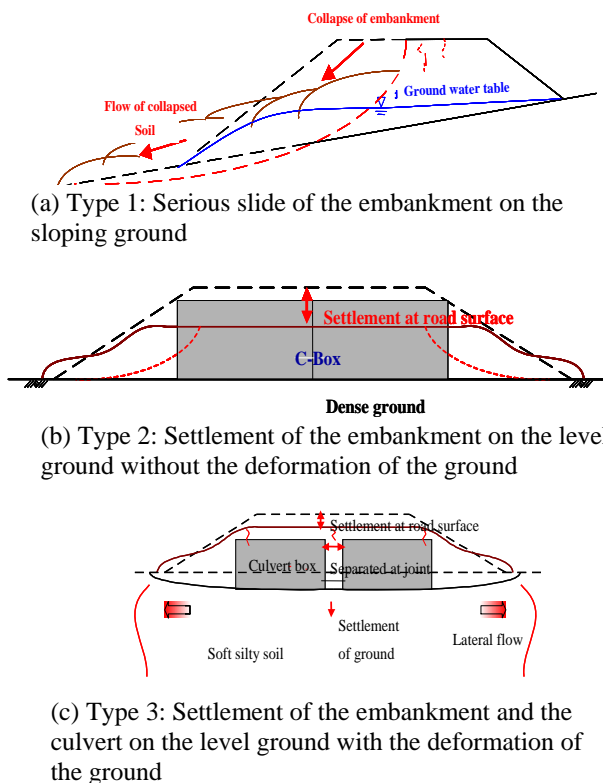 Collapse of embankment
Ground water table
Flow of collapsed
Soil
(a) Type 1: Serious slide of the embankment on the
sloping ground
Settlement at road surface
C-Box
Dense ground
(b) Type 2: Settlement of the embankment on the level
ground without the deformation of the ground
Settlement at road surface
Culvert box
Separated at joint
Settlement
of ground
Lateral flow
Soft silty soil
(c) Type 3: Settlement of the embankment and the
culvert on the level ground with the deformation of
the ground